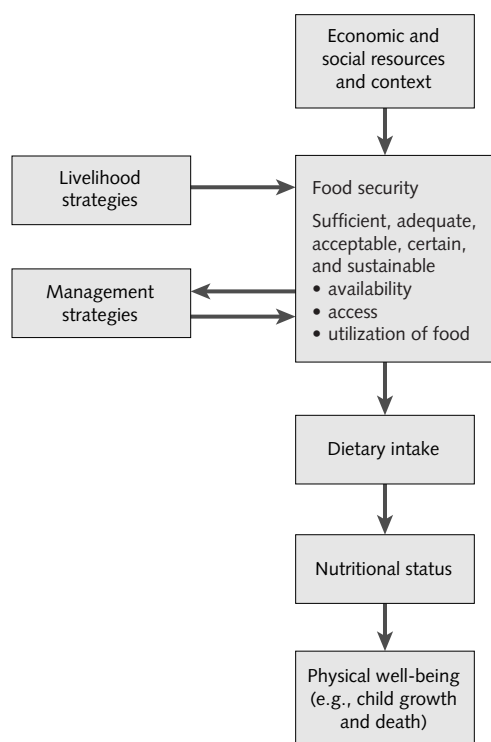 Economic and
social resources
and context
Livelihood
strategies
Food security
Sufficient, adequate,
acceptable, certain,
and sustainable
• availability
• access
• utilization of food
Management
strategies
Dietary intake
Nutritional status
Physical well-being
(e.g., child growth
and death)